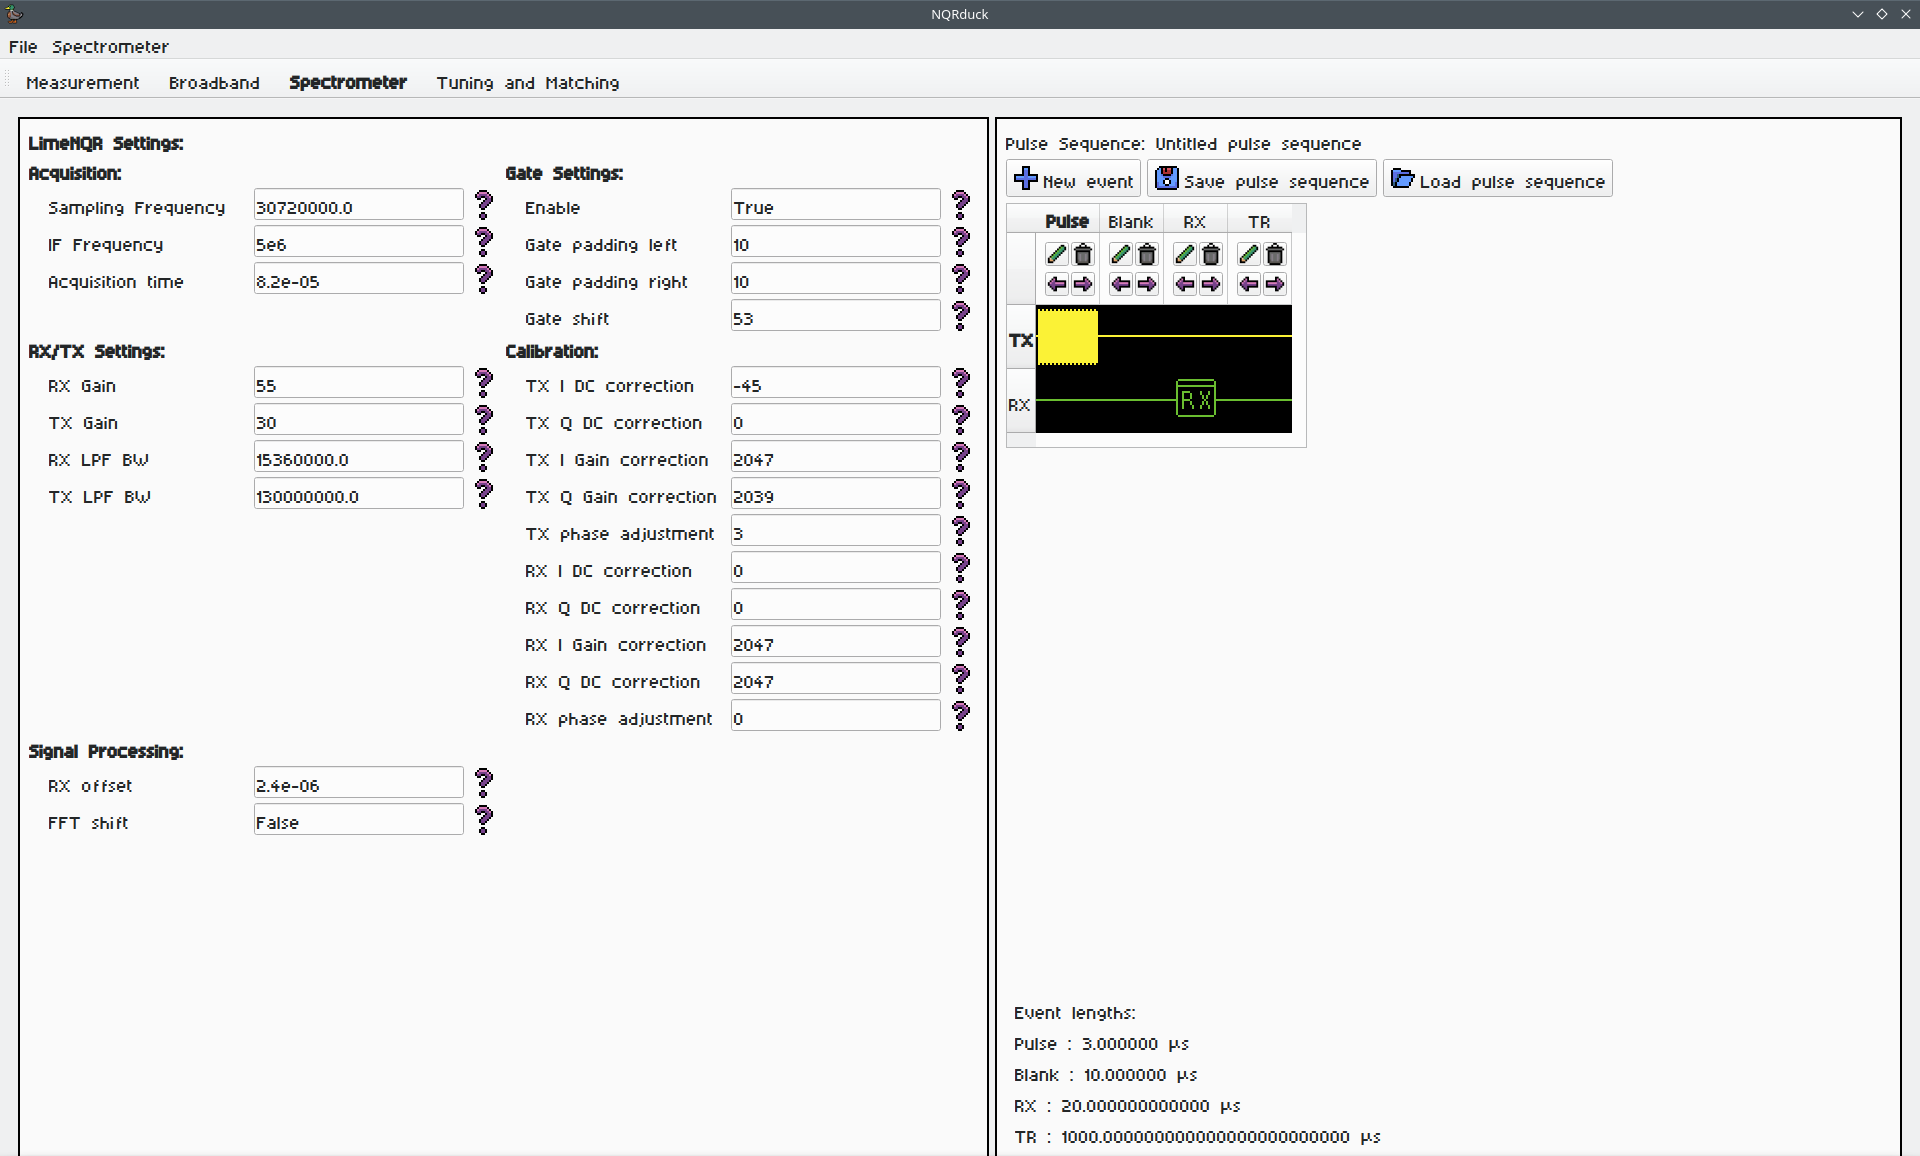 NQRduck
File Spectrometer
Measurement Broadband Spectrometer Tuning and Matching
LimeNQR Settings:
Acquisition:
Sampling Frequency 30720000.0
IF Frequency 5e6
Acquisition time 8.2e-05
Gate Settings:
Enable True
Gate padding left 10
Gate padding right 10
Gate shift 53
RX/TX Settings:
RX Gain 55
TX Gain 30
RX LPF BW 15360000.0
TX LPF BW 130000000.0
Calibration:
TX I DC correction -45
TX Q DC correction 0
TX I Gain correction 2047
TX Q Gain correction 2039
TX phase adjustment 3
RX I DC correction 0
RX Q DC correction 0
RX I Gain correction 2047
RX Q DC correction 2047
RX phase adjustment 0
Signal Processing:
RX offset 2.4e-06
FFT shift False
Pulse Sequence: Untitled pulse sequence
New event Save pulse sequence Load pulse sequence
Pulse Blank RX TR
TX
RX RX
Event lengths:
Pulse : 3.000000 µs
Blank : 10.000000 µs
RX : 20.000000000000 µs
TR : 1000.000000000000000000000000 µs